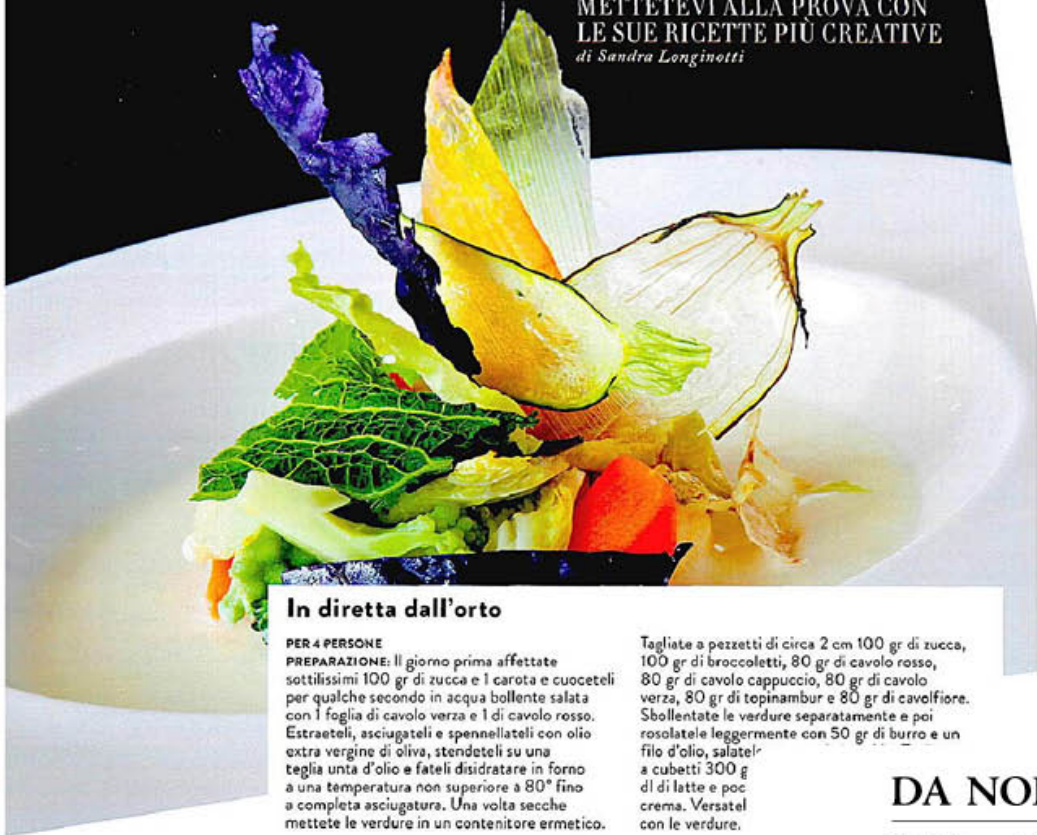 METTETEVI ALLA PROVA CON
LE SUE RICETTE PIÙ CREATIVE
di Sandra Longinotti
In diretta dall'orto
PER 4 PERSONE
PREPARAZIONE: Il giorno prima affettate
sottilissimi 100 gr di zucca e 1 carota e cuoceteli
per qualche secondo in acqua bollente salata
con 1 foglia di cavolo verza e 1 di cavolo rosso.
Estraeteli, asciugateli e spennellateli con olio
extra vergine di oliva, stendeteli su una
teglia unta d'olio e fateli disidratare in forno
a una temperatura non superiore a 80° fino
a completa asciugatura. Una volta secche
mettete le verdure in un contenitore ermetico.
Tagliate a pezzetti di circa 2 cm 100 gr di zucca,
100 gr di broccoletti, 80 gr di cavolo rosso,
80 gr di cavolo cappuccio, 80 gr di cavolo
verza, 80 gr di topinambur e 80 gr di cavolfiore.
Sbollentate le verdure separatamente e poi
rosolatele leggermente con 50 gr di burro e un
filo d'olio,
a cubetti 300 g
dl di latte e poc
crema. Versatel
con le verdure.
DA